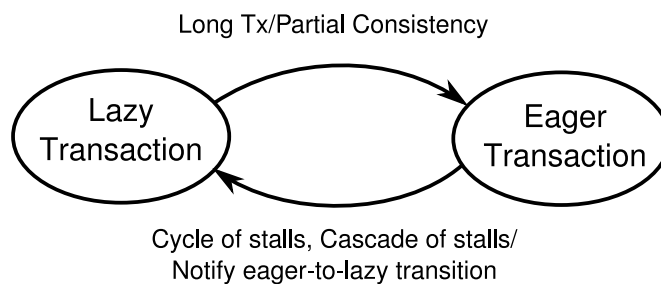 Long Tx/Partial Consistency
Lazy
Transaction
Eager
Transaction
Cycle of stalls, Cascade of stalls/
Notify eager-to-lazy transition